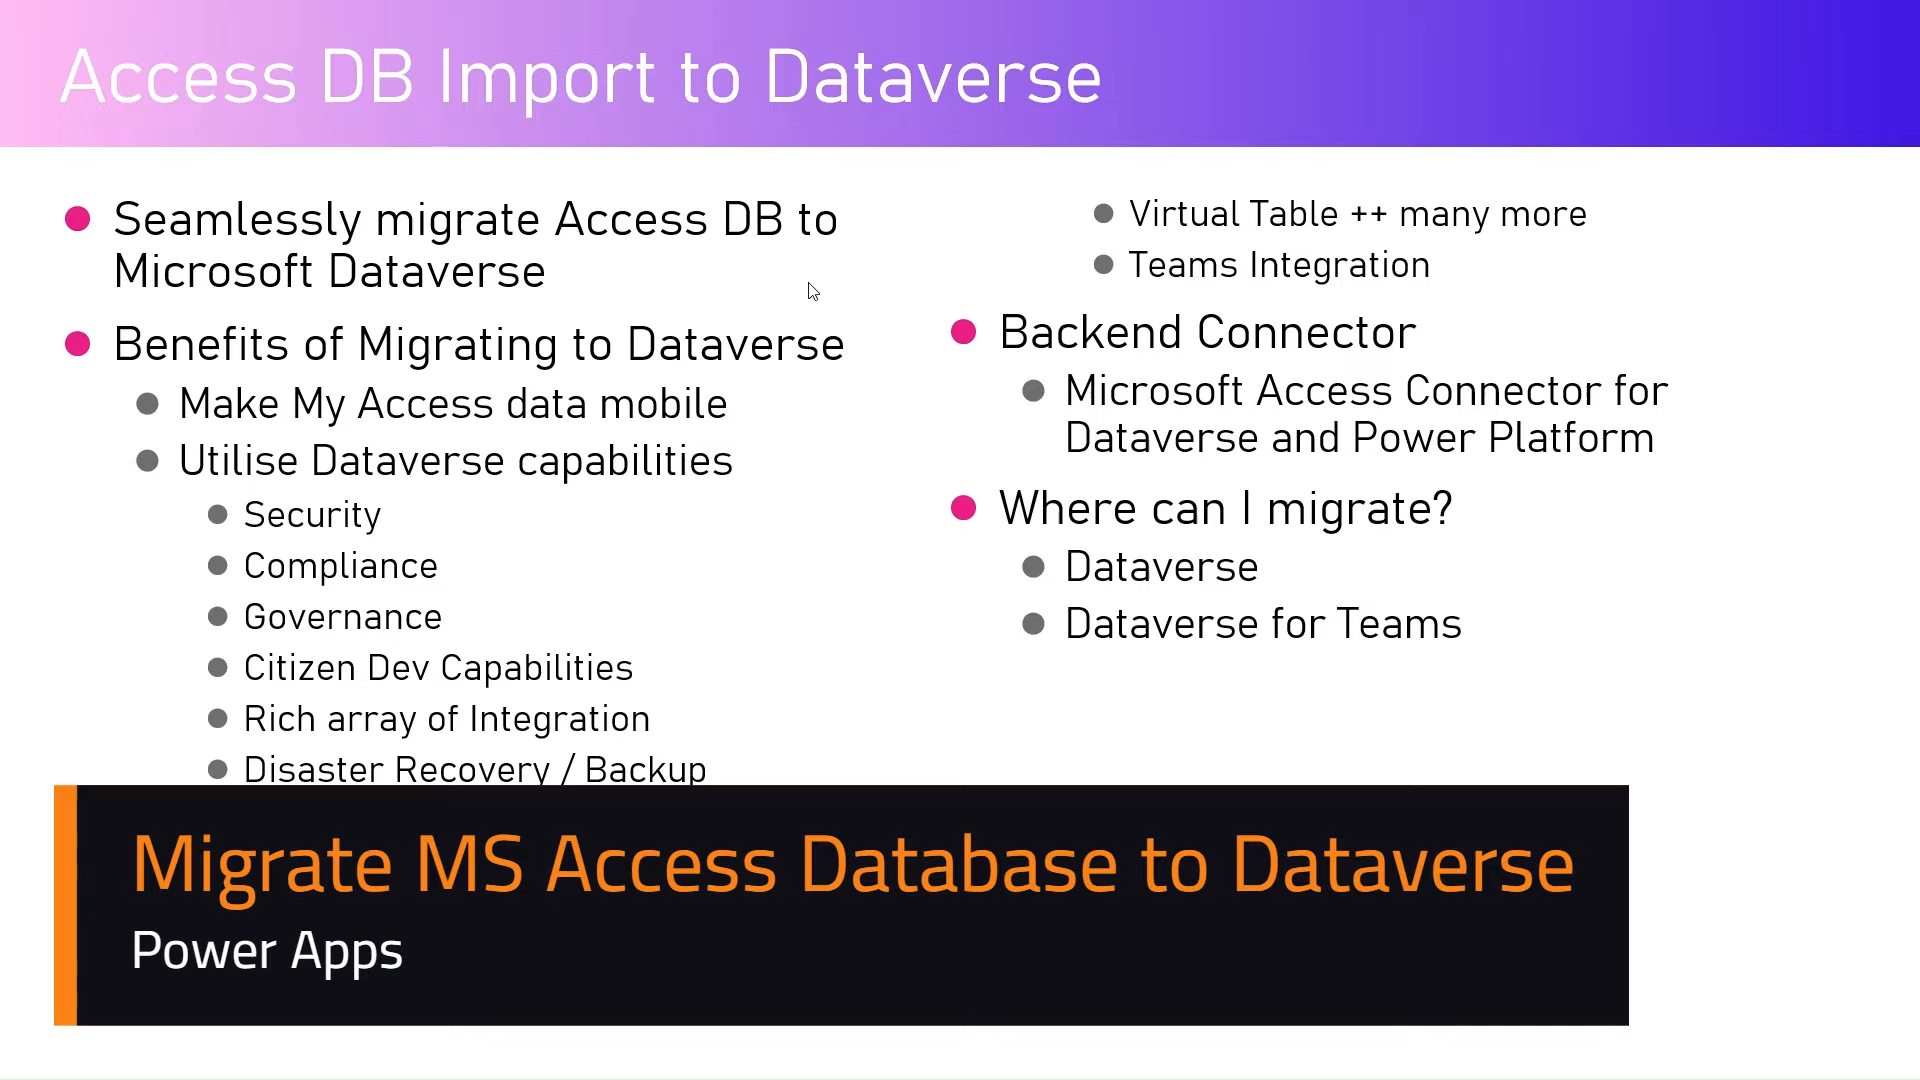 Access DB Import to Dataverse
Seamlessly migrate Access DB to
Microsoft Dataverse
Benefits of Migrating to Dataverse
Make My Access data mobile
Utilise Dataverse capabilities
Security
Compliance
Governance
Citizen Dev Capabilities
Rich array of Integration
Disaster Recovery / Backup
Virtual Table ++ many more
Teams Integration
Backend Connector
Microsoft Access Connector for
Dataverse and Power Platform
Where can I migrate?
Dataverse
Dataverse for Teams
Migrate MS Access Database to Dataverse
Power Apps